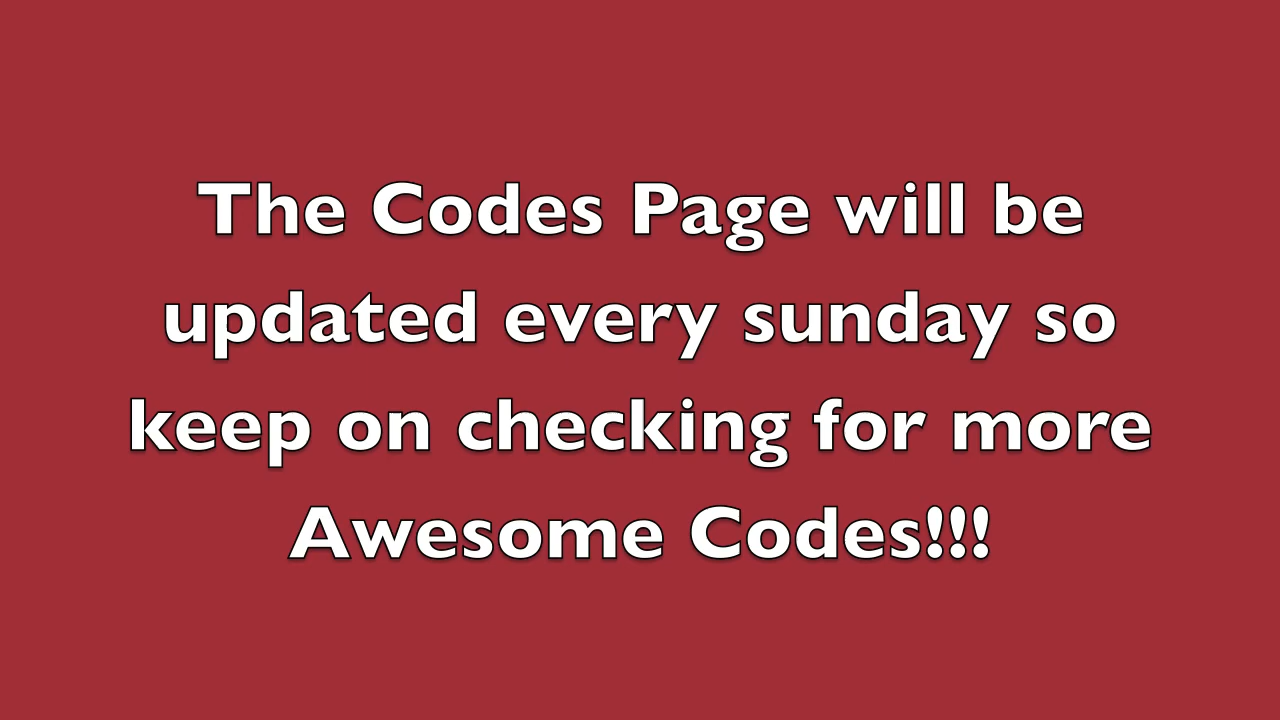 The Codes Page will be
updated every sunday so
keep on checking for more
Awesome Codes!!!